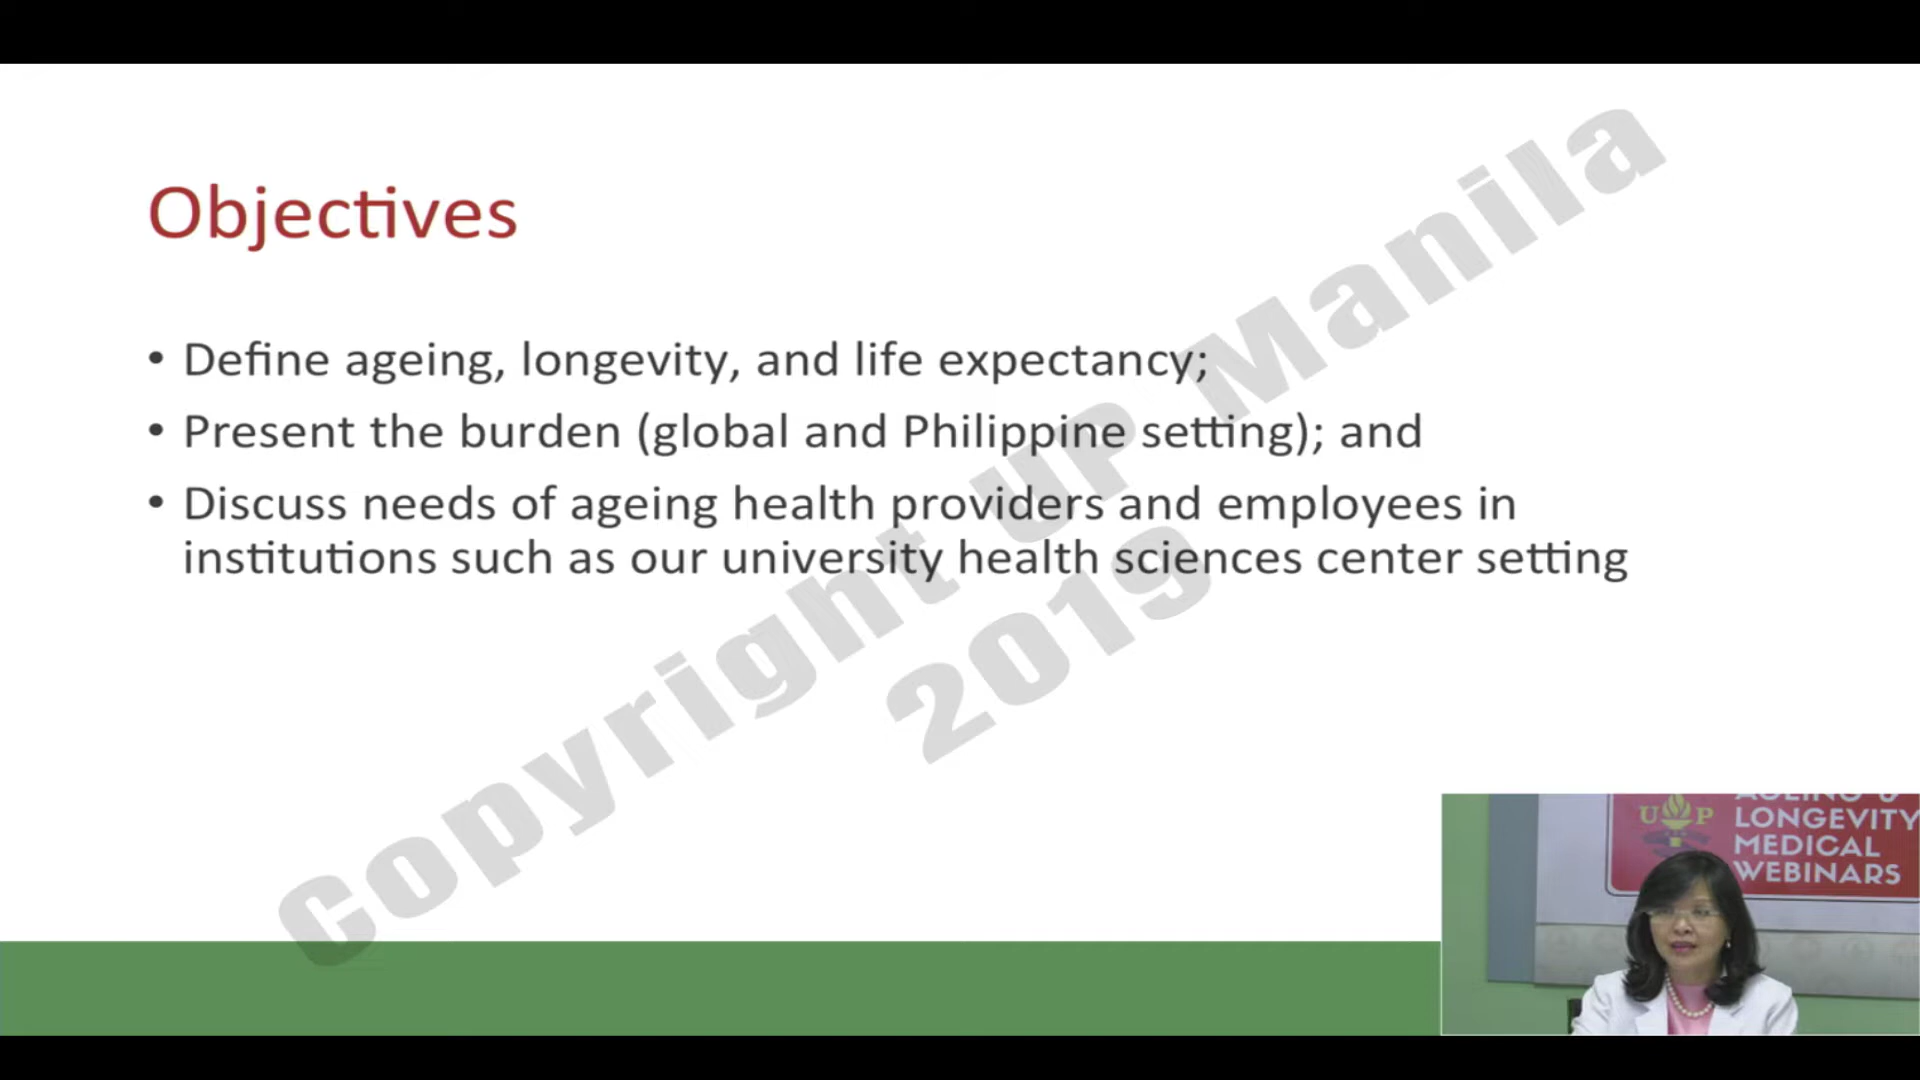 Objectives
• Define ageing, longevity, and life expectancy;
• Present the burden (global and Philippine setting); and
• Discuss needs of ageing health providers and employees in
institutions such as our university health sciences center setting
Copyright UP Manila
2019
UP
AGEING &
LONGEVITY
MEDICAL
WEBINARS